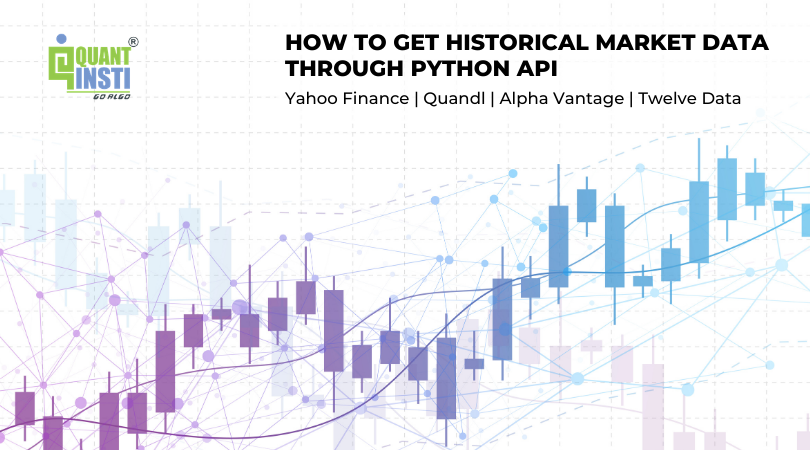 QUANT
INSTI
®
GO ALGO
HOW TO GET HISTORICAL MARKET DATA
THROUGH PYTHON API
Yahoo Finance | Quandl | Alpha Vantage | Twelve Data